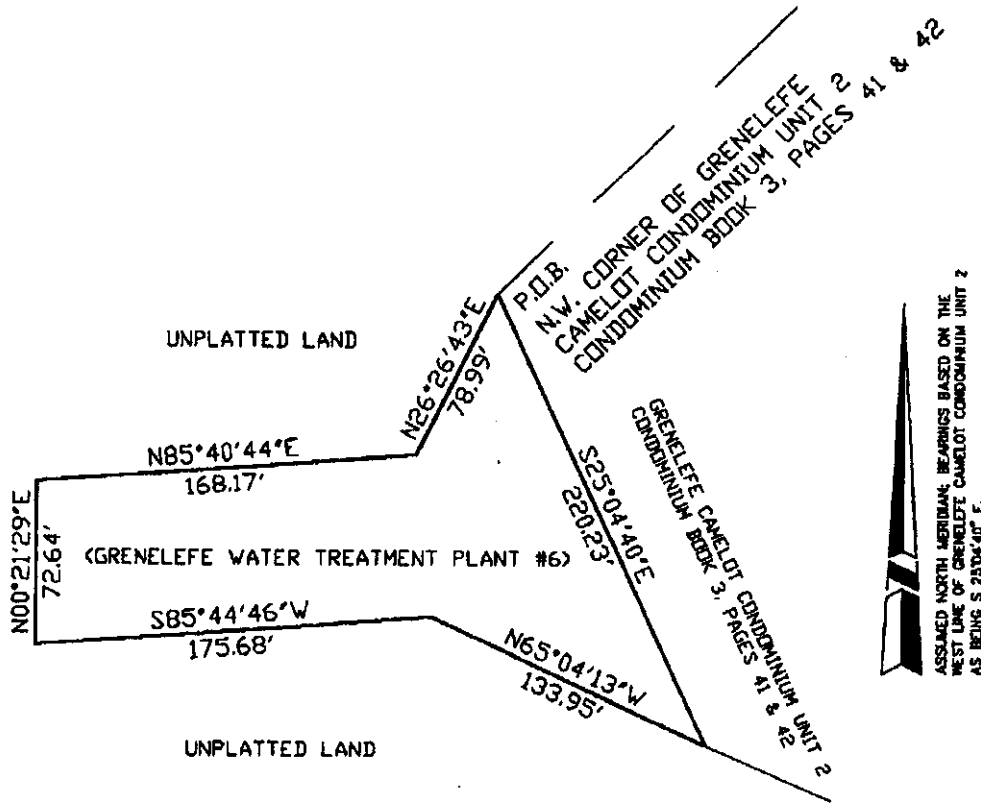 P.O.B.
N.W. CORNER OF GRENELEFE
CAMELOT CONDOMINIUM UNIT 2
CONDOMINIUM BOOK 3, PAGES 41 & 42
UNPLATTED LAND
N26°26'43"E
78.99'
N85°40'44"E
168.17'
GRENELEFE CAMELOT CONDOMINIUM UNIT 2
CONDOMINIUM BOOK 3, PAGES 41 & 42
S25°04'40"E
220.23'
N00°21'29"E
72.64'
(GRENELEFE WATER TREATMENT PLANT #6)
S85°44'46"W
175.68'
N65°04'13"W
133.95'
UNPLATTED LAND
ASSUMED NORTH MERIDIAN; BEARINGS BASED ON THE
WEST LINE OF GRENELEFE CAMELOT CONDOMINIUM UNIT 2
AS BEING S 25°04'40" E.